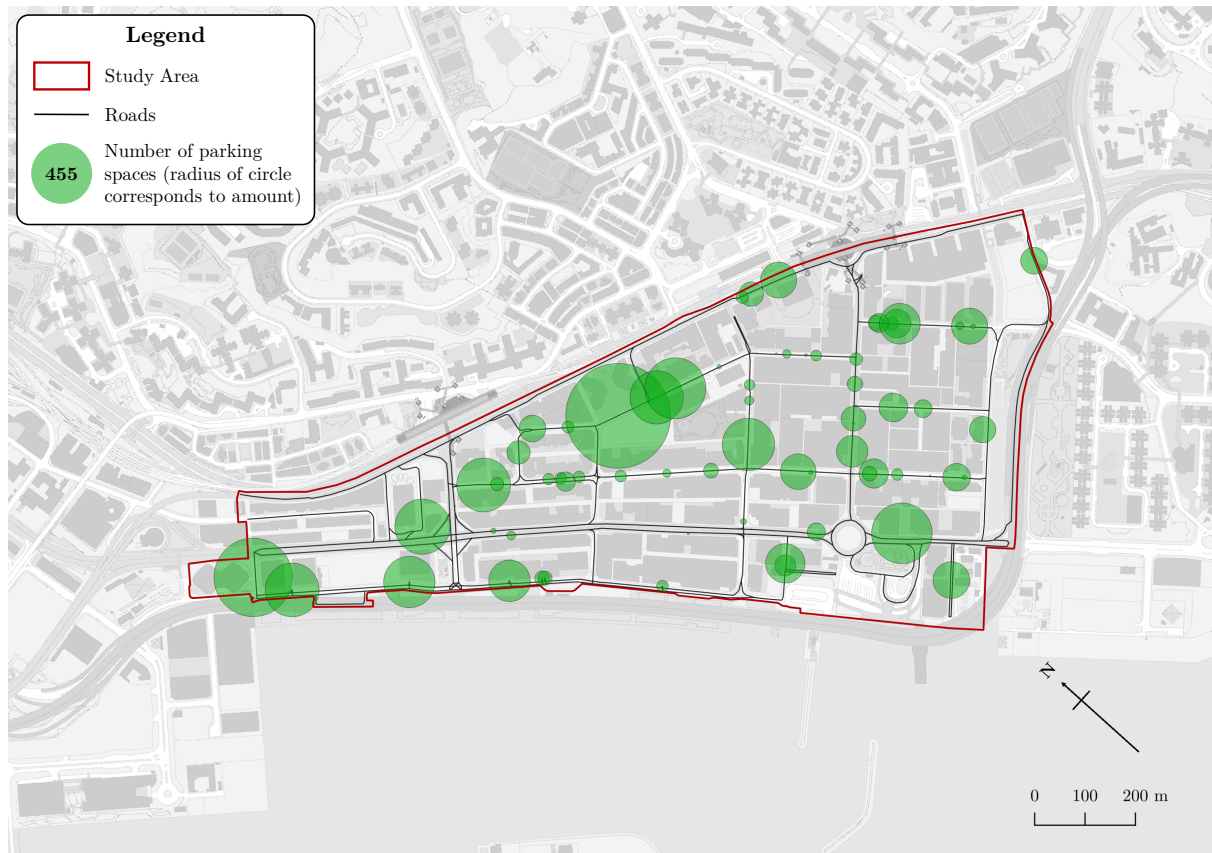 Legend
Study Area
Roads
455
Number of parking
spaces (radius of circle
corresponds to amount)
N
0 100 200 m